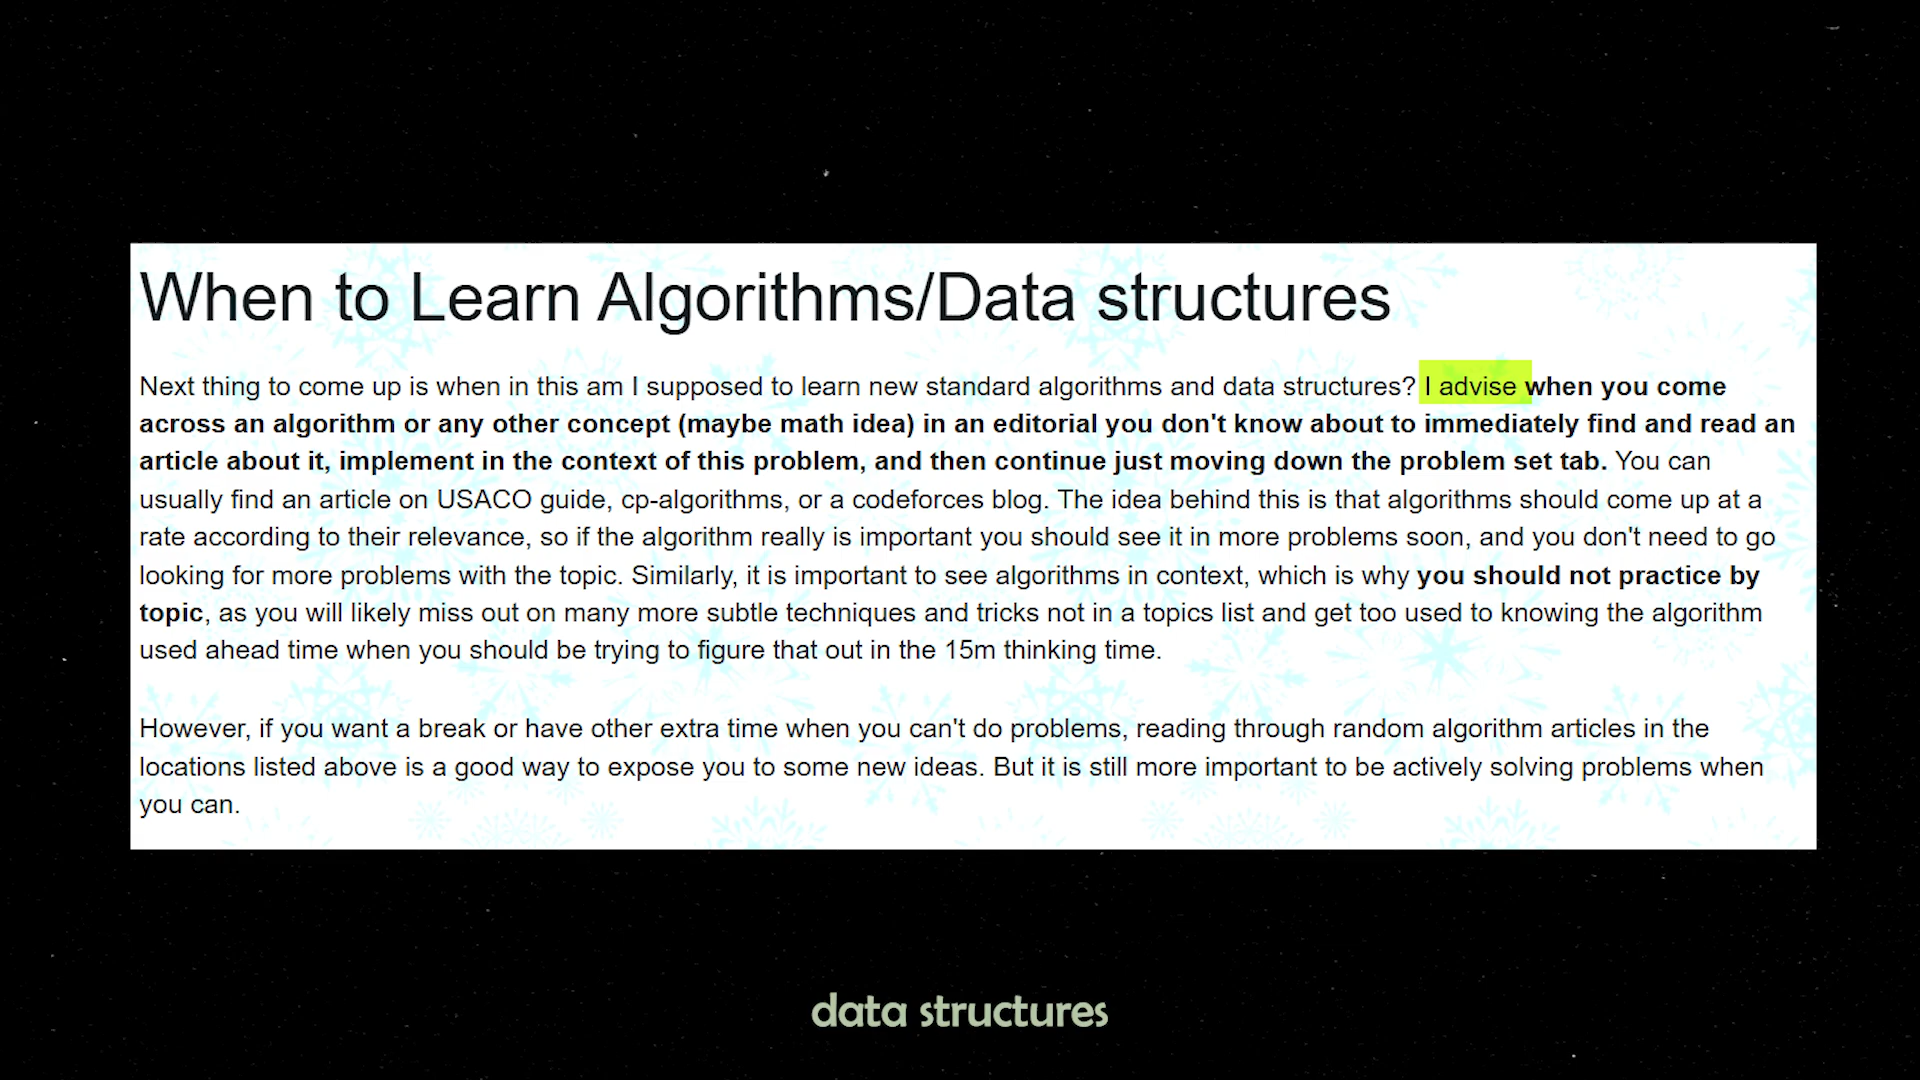 When to Learn Algorithms/Data structures
Next thing to come up is when in this am I supposed to learn new standard algorithms and data structures? I advise when you come
across an algorithm or any other concept (maybe math idea) in an editorial you don't know about to immediately find and read an
article about it, implement in the context of this problem, and then continue just moving down the problem set tab. You can
usually find an article on USACO guide, cp-algorithms, or a codeforces blog. The idea behind this is that algorithms should come up at a
rate according to their relevance, so if the algorithm really is important you should see it in more problems soon, and you don't need to go
looking for more problems with the topic. Similarly, it is important to see algorithms in context, which is why you should not practice by
topic, as you will likely miss out on many more subtle techniques and tricks not in a topics list and get too used to knowing the algorithm
used ahead time when you should be trying to figure that out in the 15m thinking time.
However, if you want a break or have other extra time when you can't do problems, reading through random algorithm articles in the
locations listed above is a good way to expose you to some new ideas. But it is still more important to be actively solving problems when
you can.
data structures